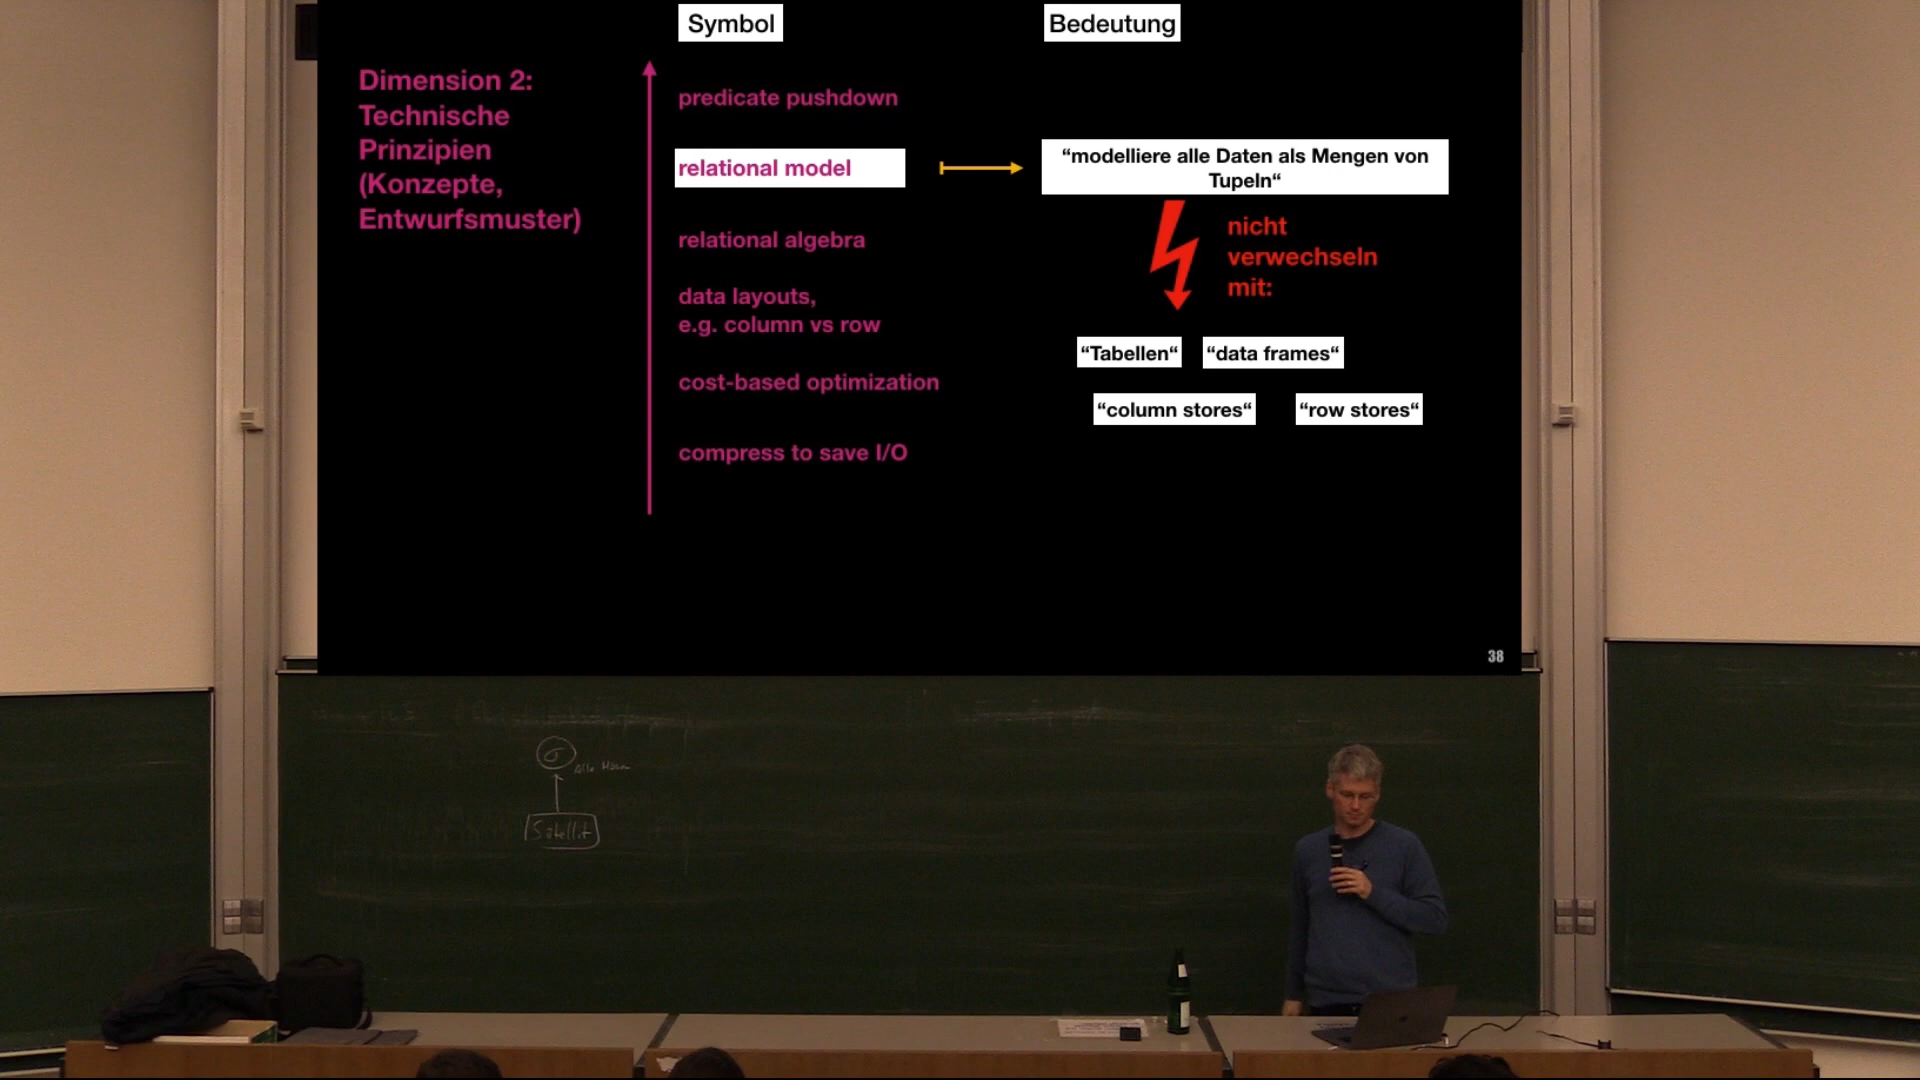 Symbol
Bedeutung
Dimension 2:
Technische
Prinzipien
(Konzepte,
Entwurfsmuster)
predicate pushdown
relational model
relational algebra
data layouts,
e.g. column vs row
cost-based optimization
compress to save I/O
“modelliere alle Daten als Mengen von
Tupeln“
nicht
verwechseln
mit:
“Tabellen“
“data frames“
“column stores“
“row stores“
38
σ
Satellit